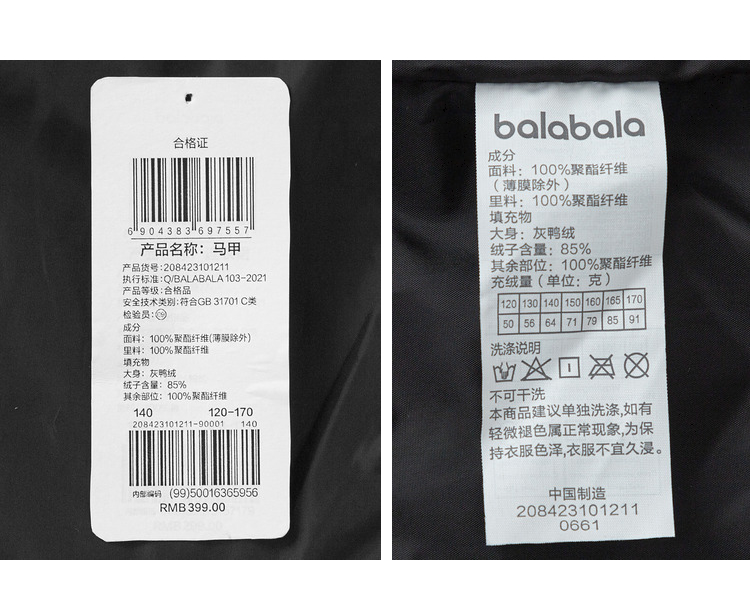 合格证
6 904383 697557
产品名称：马甲
产品货号:208423101211
执行标准:Q/BALABALA 103-2021
产品等级:合格品
安全技术类别:符合GB 31701 C类
检验员:
成分
面料：100%聚酯纤维(薄膜除外)
里料：100%聚酯纤维
填充物
大身：灰鸭绒
绒子含量：85%
其余部位：100%聚酯纤维
140 120-170
208423101211-90001 140
内部编码 (99)50016365956
RMB399.00
balabala
成分
面料：100%聚酯纤维
（薄膜除外）
里料：100%聚酯纤维
填充物
大身：灰鸭绒
绒子含量：85%
其余部位：100%聚酯纤维
充绒量（单位：克）
120 130 140 150 160 165 170
50 56 64 71 79 85 91
洗涤说明
不可干洗
本商品建议单独洗涤,如有
轻微褪色属正常现象,为保
持衣服色泽,衣服不宜久浸。
中国制造
208423101211
0661